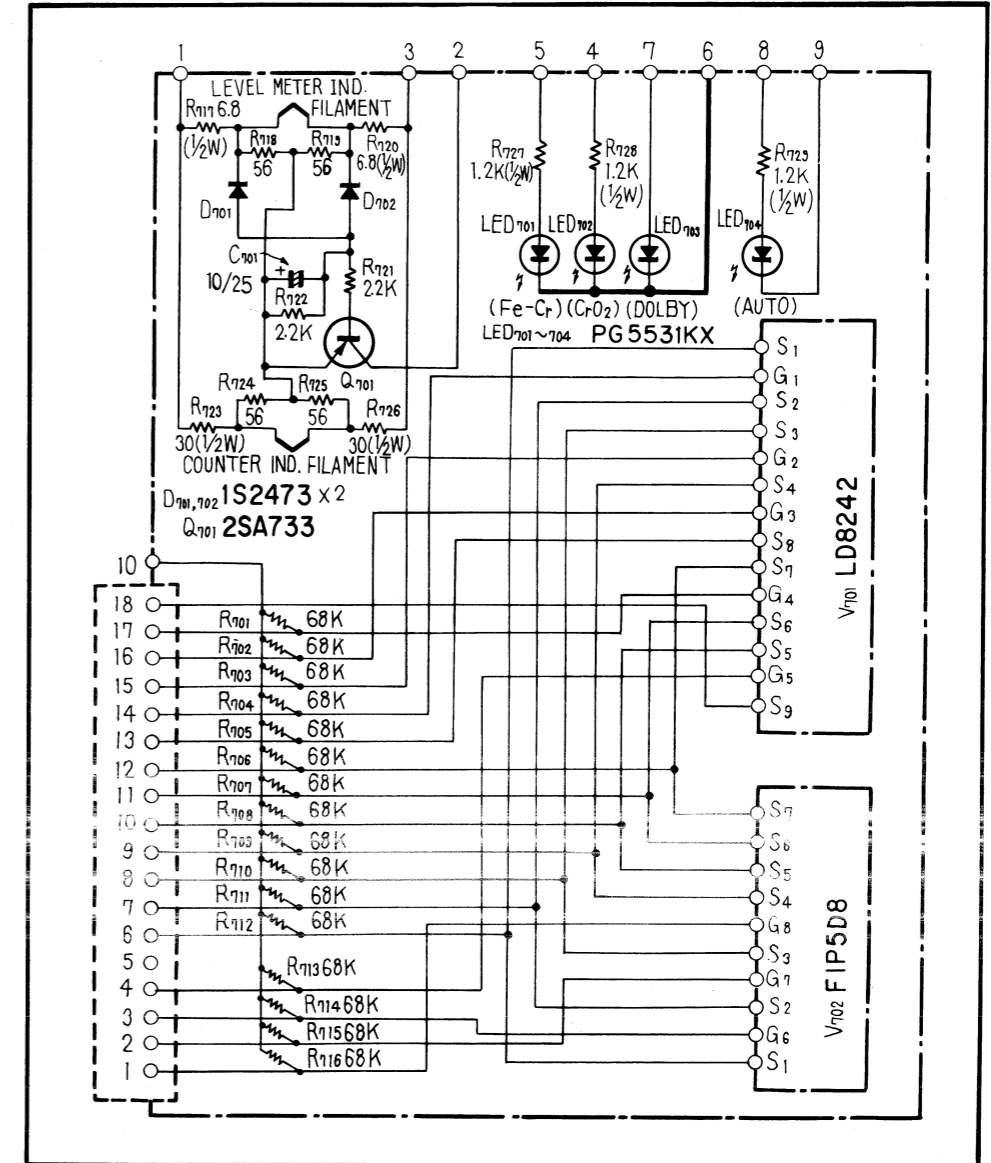 1 3 2 5 4 7 6 8 9
LEVEL METER IND.
FILAMENT
R717 6.8
(½W)
R718
56
R719
56
R720
6.8(½W)
D701
D702
C701
+
10/25
R721
2.2K
R722
2.2K
Q701
R724
56
R725
56
R723
30(½W)
R726
30(½W)
COUNTER IND. FILAMENT
D701,702 1S2473 ×2
Q701 2SA733
R727
1.2K(½W)
R728
1.2K
(½W)
R729
1.2K
(½W)
LED701
LED702
LED703
LED704
(Fe-Cr) (CrO2) (DOLBY)
(AUTO)
LED701~704 PG5531KX
S1
G1
S2
S3
G2
S4
G3
S8
S7
G4
S6
S5
G5
S9
V701 LD8242
10
18
17 R701 68K
16 R702 68K
15 R703 68K
14 R704 68K
13 R705 68K
12 R706 68K
11 R707 68K
10 R708 68K
9 R709 68K
8 R710 68K
7 R711 68K
6 R712 68K
5
4 R713 68K
3 R714 68K
2 R715 68K
1 R716 68K
S7
S6
S5
S4
G8
S3
G7
S2
G6
S1
V702 FIP5D8